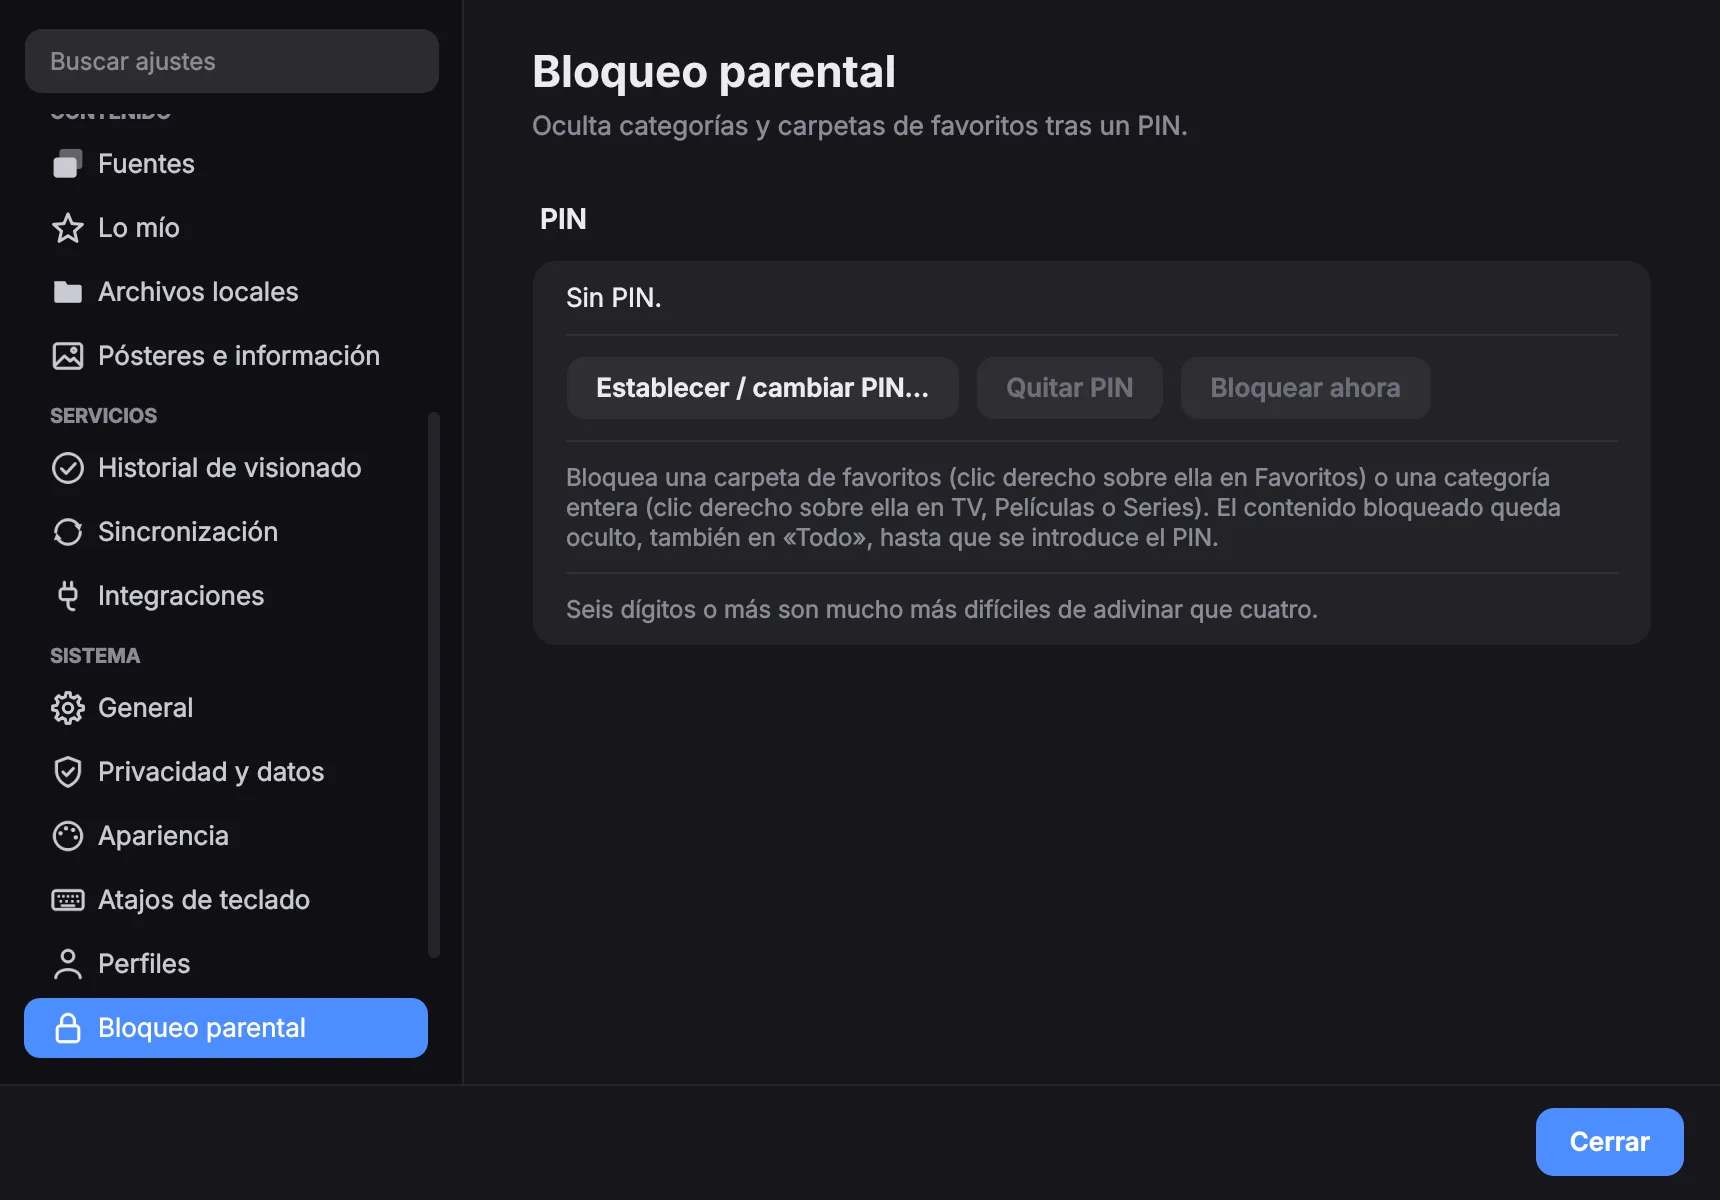 Buscar ajustes
CONTENIDO
Fuentes
Lo mío
Archivos locales
Pósteres e información
SERVICIOS
Historial de visionado
Sincronización
Integraciones
SISTEMA
General
Privacidad y datos
Apariencia
Atajos de teclado
Perfiles
Bloqueo parental
Bloqueo parental
Oculta categorías y carpetas de favoritos tras un PIN.
PIN
Sin PIN.
Establecer / cambiar PIN...
Quitar PIN
Bloquear ahora
Bloquea una carpeta de favoritos (clic derecho sobre ella en Favoritos) o una categoría
entera (clic derecho sobre ella en TV, Películas o Series). El contenido bloqueado queda
oculto, también en «Todo», hasta que se introduce el PIN.
Seis dígitos o más son mucho más difíciles de adivinar que cuatro.
Cerrar